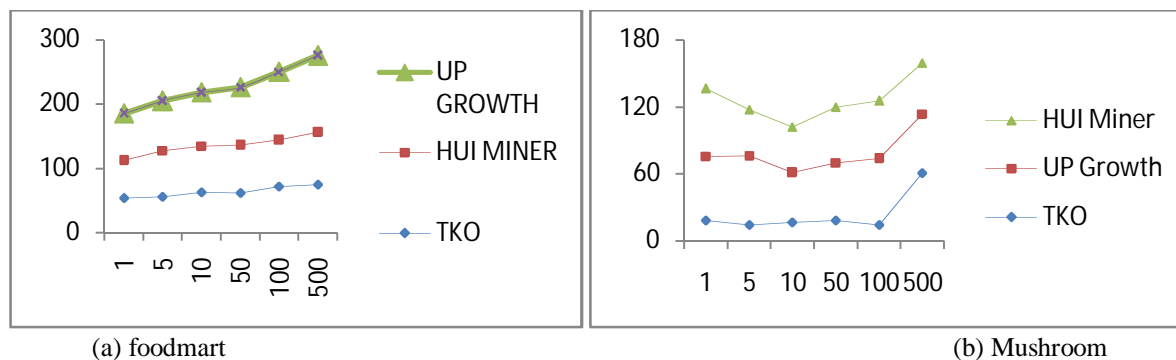 300
200
100
0
1
5
10
50
100
500
UP
GROWTH
HUI MINER
TKO
180
120
60
0
1 5 10 50 100 500
HUI Miner
UP Growth
TKO
(a) foodmart
(b) Mushroom